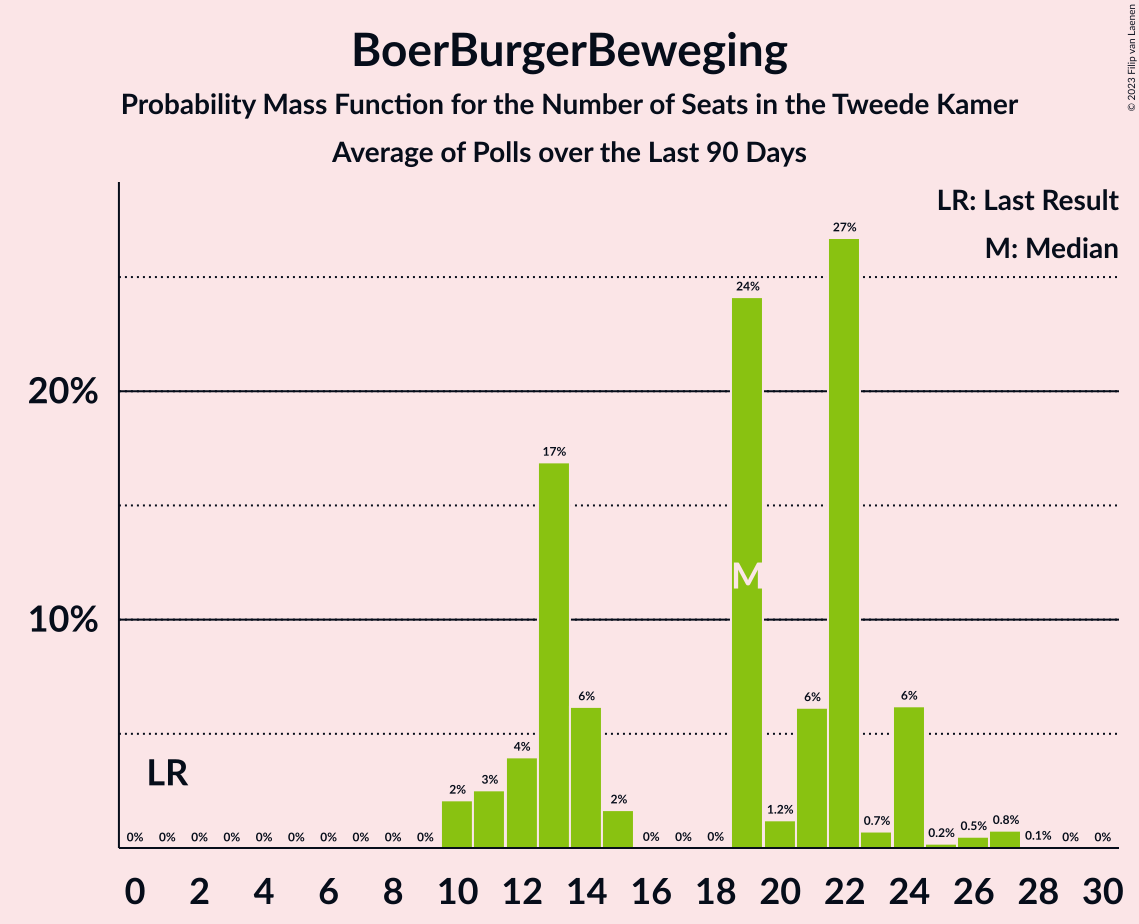 BoerBurgerBeweging
Probability Mass Function for the Number of Seats in the Tweede Kamer
Average of Polls over the Last 90 Days
© 2023 Filip van Laenen
LR: Last Result
M: Median
27%
24%
20%
17%
M
10%
6% 6% 6%
LR
4%
3%
2% 2%
1.2% 0.7% 0.2% 0.5% 0.8% 0.1%
0% 0% 0% 0% 0% 0% 0% 0% 0% 0% 0% 0% 0% 0% 0%
0 2 4 6 8 10 12 14 16 18 20 22 24 26 28 30